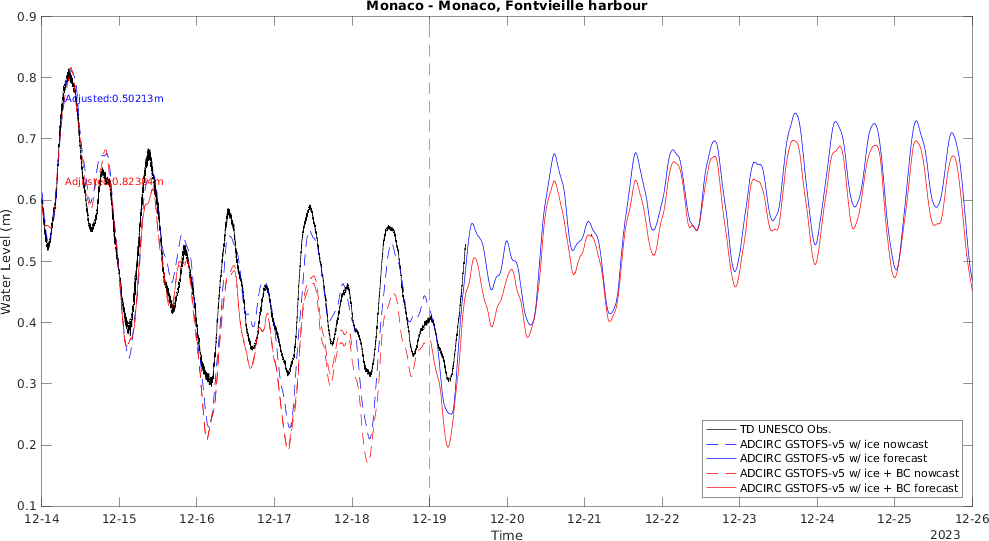 Monaco - Monaco, Fontvieille harbour
0.9
0.8
0.7
0.6
0.5
0.4
0.3
0.2
0.1
Water Level (m)
Adjusted:0.50213m
TD UNESCO Obs.
ADCIRC GSTOFS-v5 w/ ice nowcast
ADCIRC GSTOFS-v5 w/ ice forecast
ADCIRC GSTOFS-v5 w/ ice + BC nowcast
ADCIRC GSTOFS-v5 w/ ice + BC forecast
12-14 12-15 12-16 12-17 12-18 12-19 12-20 12-21 12-22 12-23 12-24 12-25 12-26
Time
2023